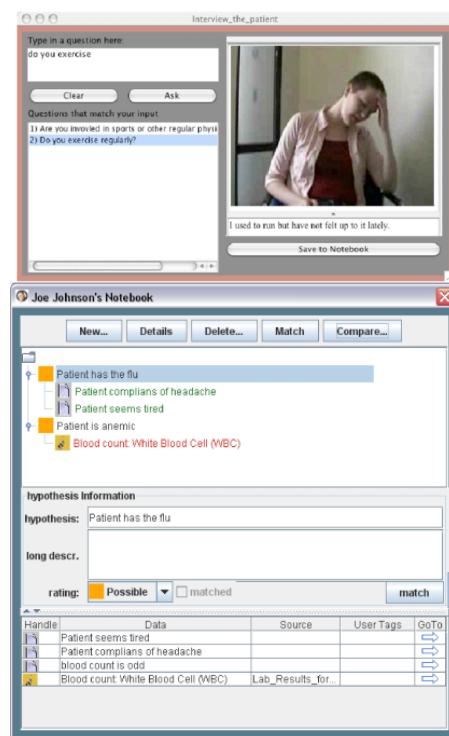 Interview_the_patient
Type in a question here:
do you exercise
Clear Ask
Questions that match your input
1) Are you invovled in sports or other regular physi
2) Do you exercise regularly?
I used to run but have not felt up to it lately.
Save to Notebook
Joe Johnson's Notebook
New... Details Delete... Match Compare...
Patient has the flu
Patient complians of headache
Patient seems tired
Patient is anemic
Blood count: White Blood Cell (WBC)
hypothesis Information
hypothesis: Patient has the flu
long descr.
rating: Possible matched match
Handle Data Source User Tags GoTo
Patient seems tired
Patient complians of headache
blood count is odd
Blood count: White Blood Cell (WBC) Lab_Results_for...